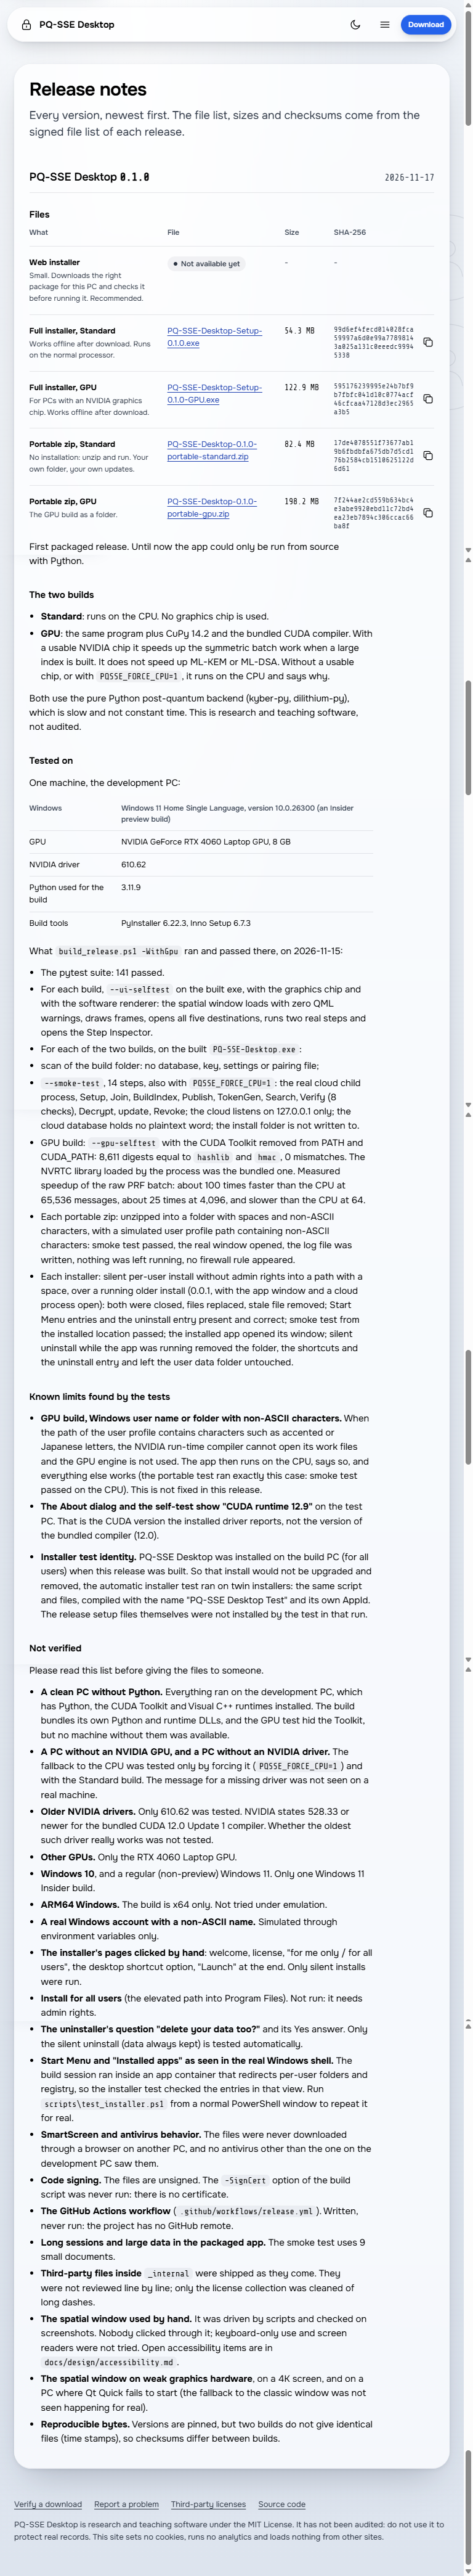 PQ-SSE Desktop
Download
Release notes
Every version, newest first. The file list, sizes and checksums come from the
signed file list of each release.
PQ-SSE Desktop 0.1.0
2026-11-17
Files
What File Size SHA-256
Web installer
Small. Downloads the right
package for this PC and checks it
before running it. Recommended.
Not available yet
-
-
Full installer, Standard
Works offline after download. Runs
on the normal processor.
PQ-SSE-Desktop-Setup-
0.1.0.exe
54.3 MB
Full installer, GPU
For PCs with an NVIDIA graphics
chip. Works offline after download.
PQ-SSE-Desktop-Setup-
0.1.0-GPU.exe
122.9 MB
Portable zip, Standard
No installation: unzip and run. Your
own folder, your own updates.
PQ-SSE-Desktop-0.1.0-
portable-standard.zip
82.4 MB
Portable zip, GPU
The GPU build as a folder.
PQ-SSE-Desktop-0.1.0-
portable-gpu.zip
198.2 MB
First packaged release. Until now the app could only be run from source
with Python.
The two builds
• Standard: runs on the CPU. No graphics chip is used.
• GPU: the same program plus CuPy 14.2 and the bundled CUDA compiler. With
a usable NVIDIA chip it speeds up the symmetric batch work when a large
index is built. It does not speed up ML-KEM or ML-DSA. Without a usable
chip, or with PQSSE_FORCE_CPU=1, it runs on the CPU and says why.
Both use the pure Python post-quantum backend (kyber-py, dilithium-py),
which is slow and not constant time. This is research and teaching software,
not audited.
Tested on
One machine, the development PC:
Windows
Windows 11 Home Single Language, version 10.0.26300 (an Insider
preview build)
GPU
NVIDIA GeForce RTX 4060 Laptop GPU, 8 GB
NVIDIA driver
610.62
Python used for the
build
3.11.9
Build tools
PyInstaller 6.22.3, Inno Setup 6.7.3
What build_release.ps1 -WithGpu ran and passed there, on 2026-11-15:
• The pytest suite: 141 passed.
• For each build, --ui-selftest on the built exe, with the graphics chip and
with the software renderer: the spatial window loads with zero QML
warnings, draws frames, opens all five destinations, runs two real steps and
opens the Step Inspector.
• For each of the two builds, on the built PQ-SSE-Desktop.exe:
• scan of the build folder: no database, key, settings or pairing file;
• --smoke-test, 14 steps, also with PQSSE_FORCE_CPU=1: the real cloud child
process, Setup, Join, BuildIndex, Publish, TokenGen, Search, Verify (8
checks), Decrypt, update, Revoke; the cloud listens on 127.0.0.1 only; the
cloud database holds no plaintext word; the install folder is not written to.
• GPU build: --gpu-selftest with the CUDA Toolkit removed from PATH and
CUDA_PATH: 8,611 digests equal to hashlib and hmac, 0 mismatches. The
NVRTC library loaded by the process was the bundled one. Measured
speedup of the raw PRF batch: about 100 times faster than the CPU at
65,536 messages, about 25 times at 4,096, and slower than the CPU at 64.
• Each portable zip: unzipped into a folder with spaces and non-ASCII
characters, with a simulated user profile path containing non-ASCII
characters: smoke test passed, the real window opened, the log file was
written, nothing was left running, no firewall rule appeared.
• Each installer: silent per-user install without admin rights into a path with a
space, over a running older install (0.0.1, with the app window and a cloud
process open): both were closed, files replaced, stale file removed; Start
Menu entries and the uninstall entry present and correct; smoke test from
the installed location passed; the installed app opened its window; silent
uninstall while the app was running removed the folder, the shortcuts and
the uninstall entry and left the user data folder untouched.
Known limits found by the tests
• GPU build, Windows user name or folder with non-ASCII characters. When
the path of the user profile contains characters such as accented or
Japanese letters, the NVIDIA run-time compiler cannot open its work files
and the GPU engine is not used. The app then runs on the CPU, says so, and
everything else works (the portable test ran exactly this case: smoke test
passed on the CPU). This is not fixed in this release.
• The About dialog and the self-test show "CUDA runtime 12.9" on the test
PC. That is the CUDA version the installed driver reports, not the version of
the bundled compiler (12.0).
• Installer test identity. PQ-SSE Desktop was installed on the build PC (for all
users) when this release was built. So that install would not be upgraded and
removed, the automatic installer test ran on twin installers: the same script
and files, compiled with the name "PQ-SSE Desktop Test" and its own AppId.
The release setup files themselves were not installed by the test in that run.
Not verified
Please read this list before giving the files to someone.
• A clean PC without Python. Everything ran on the development PC, which
has Python, the CUDA Toolkit and Visual C++ runtimes installed. The build
bundles its own Python and runtime DLLs, and the GPU test hid the Toolkit,
but no machine without them was available.
• A PC without an NVIDIA GPU, and a PC without an NVIDIA driver. The
fallback to the CPU was tested only by forcing it (PQSSE_FORCE_CPU=1) and
with the Standard build. The message for a missing driver was not seen on a
real machine.
• Older NVIDIA drivers. Only 610.62 was tested. NVIDIA states 528.33 or
newer for the bundled CUDA 12.0 Update 1 compiler. Whether the oldest
such driver really works was not tested.
• Other GPUs. Only the RTX 4060 Laptop GPU.
• Windows 10, and a regular (non-preview) Windows 11. Only one Windows 11
Insider build.
• ARM64 Windows. The build is x64 only. Not tried under emulation.
• A real Windows account with a non-ASCII name. Simulated through
environment variables only.
• The installer's pages clicked by hand: welcome, license, "for me only / for all
users", the desktop shortcut option, "Launch" at the end. Only silent installs
were run.
• Install for all users (the elevated path into Program Files). Not run: it needs
admin rights.
• The uninstaller's question "delete your data too?" and its Yes answer. Only
the silent uninstall (data always kept) is tested automatically.
• Start Menu and "Installed apps" as seen in the real Windows shell. The
build session ran inside an app container that redirects per-user folders and
registry, so the installer test checked the entries in that view. Run
scripts\test_installer.ps1 from a normal PowerShell window to repeat it
for real.
• SmartScreen and antivirus behavior. The files were never downloaded
through a browser on another PC, and no antivirus other than the one on the
development PC saw them.
• Code signing. The files are unsigned. The -SignCert option of the build
script was never run: there is no certificate.
• The GitHub Actions workflow (.github/workflows/release.yml). Written,
never run: the project has no GitHub remote.
• Long sessions and large data in the packaged app. The smoke test uses 9
small documents.
• Third-party files inside _internal were shipped as they come. They
were not reviewed line by line; only the license collection was cleaned of
long dashes.
• The spatial window used by hand. It was driven by scripts and checked on
screenshots. Nobody clicked through it; keyboard-only use and screen
readers were not tried. Open accessibility items are in
docs/design/accessibility.md.
• The spatial window on weak graphics hardware, on a 4K screen, and on a
PC where Qt Quick fails to start (the fallback to the classic window was not
seen happening for real).
• Reproducible bytes. Versions are pinned, but two builds do not give identical
files (time stamps), so checksums differ between builds.
Verify a download Report a problem Third-party licenses Source code
PQ-SSE Desktop is research and teaching software under the MIT License. It has not been audited: do not use it to
protect real records. This site sets no cookies, runs no analytics and loads nothing from other sites.